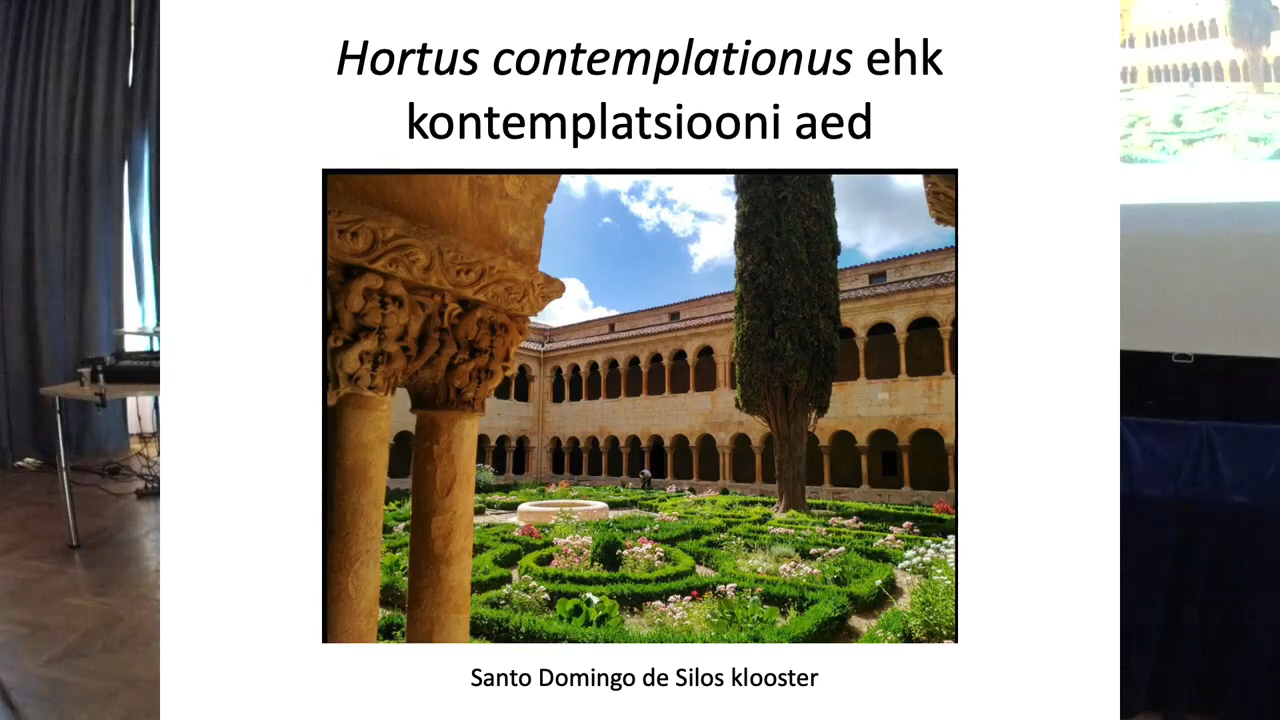 Hortus contemplationus ehk
kontemplatsiooni aed
Santo Domingo de Silos klooster